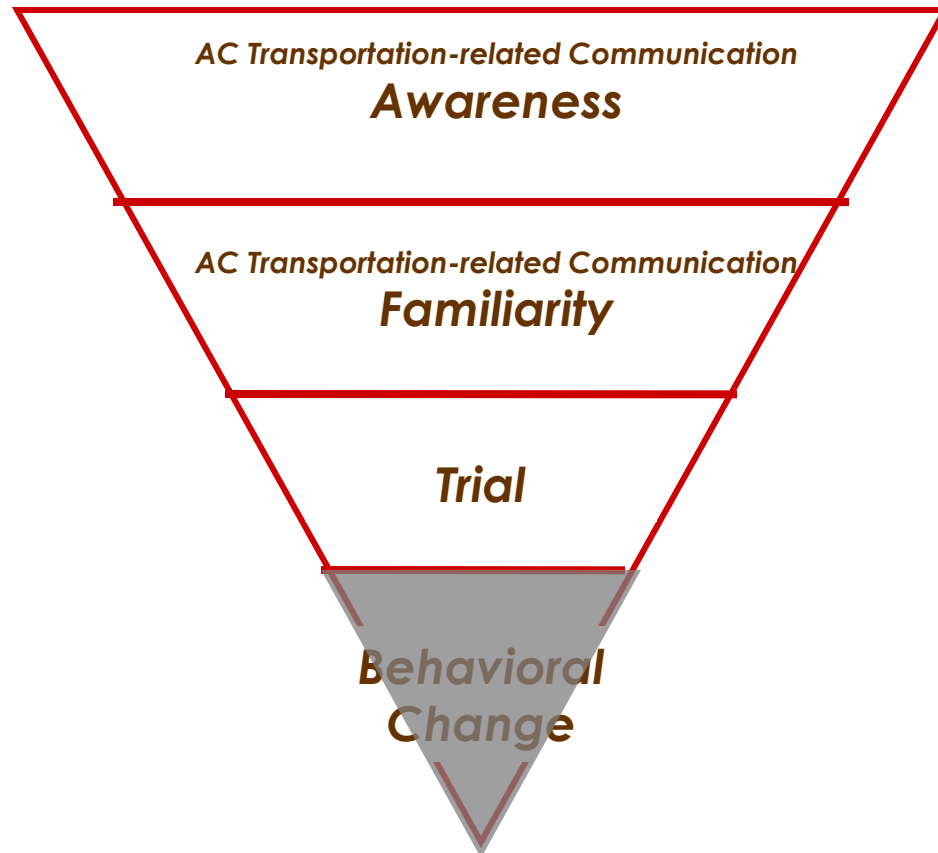 AC Transportation-related Communication
Awareness
AC Transportation-related Communication
Familiarity
Trial
Behavioral
Change